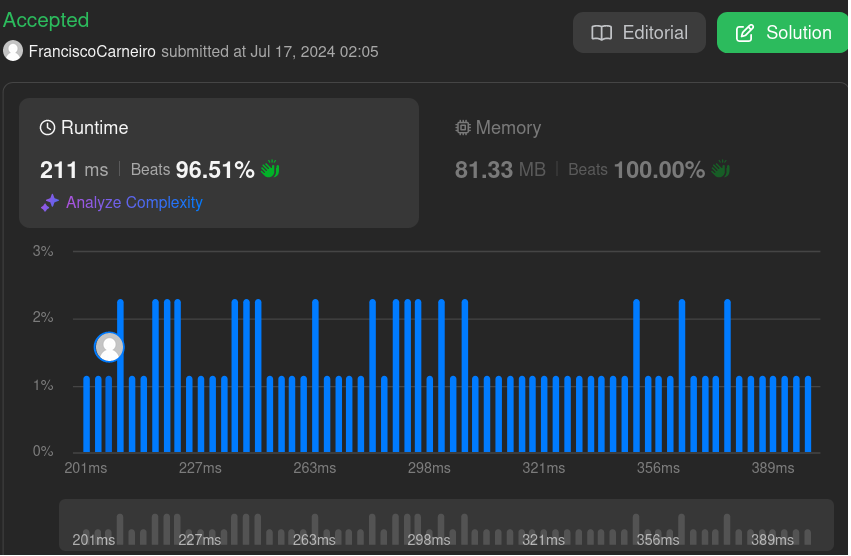 Accepted
FranciscoCarneiro submitted at Jul 17, 2024 02:05
Editorial
Solution
Runtime
211 ms | Beats 96.51%
Analyze Complexity
Memory
81.33 MB | Beats 100.00%
3%
2%
1%
0%
201ms 227ms 263ms 298ms 321ms 356ms 389ms
201ms 227ms 263ms 298ms 321ms 356ms 389ms